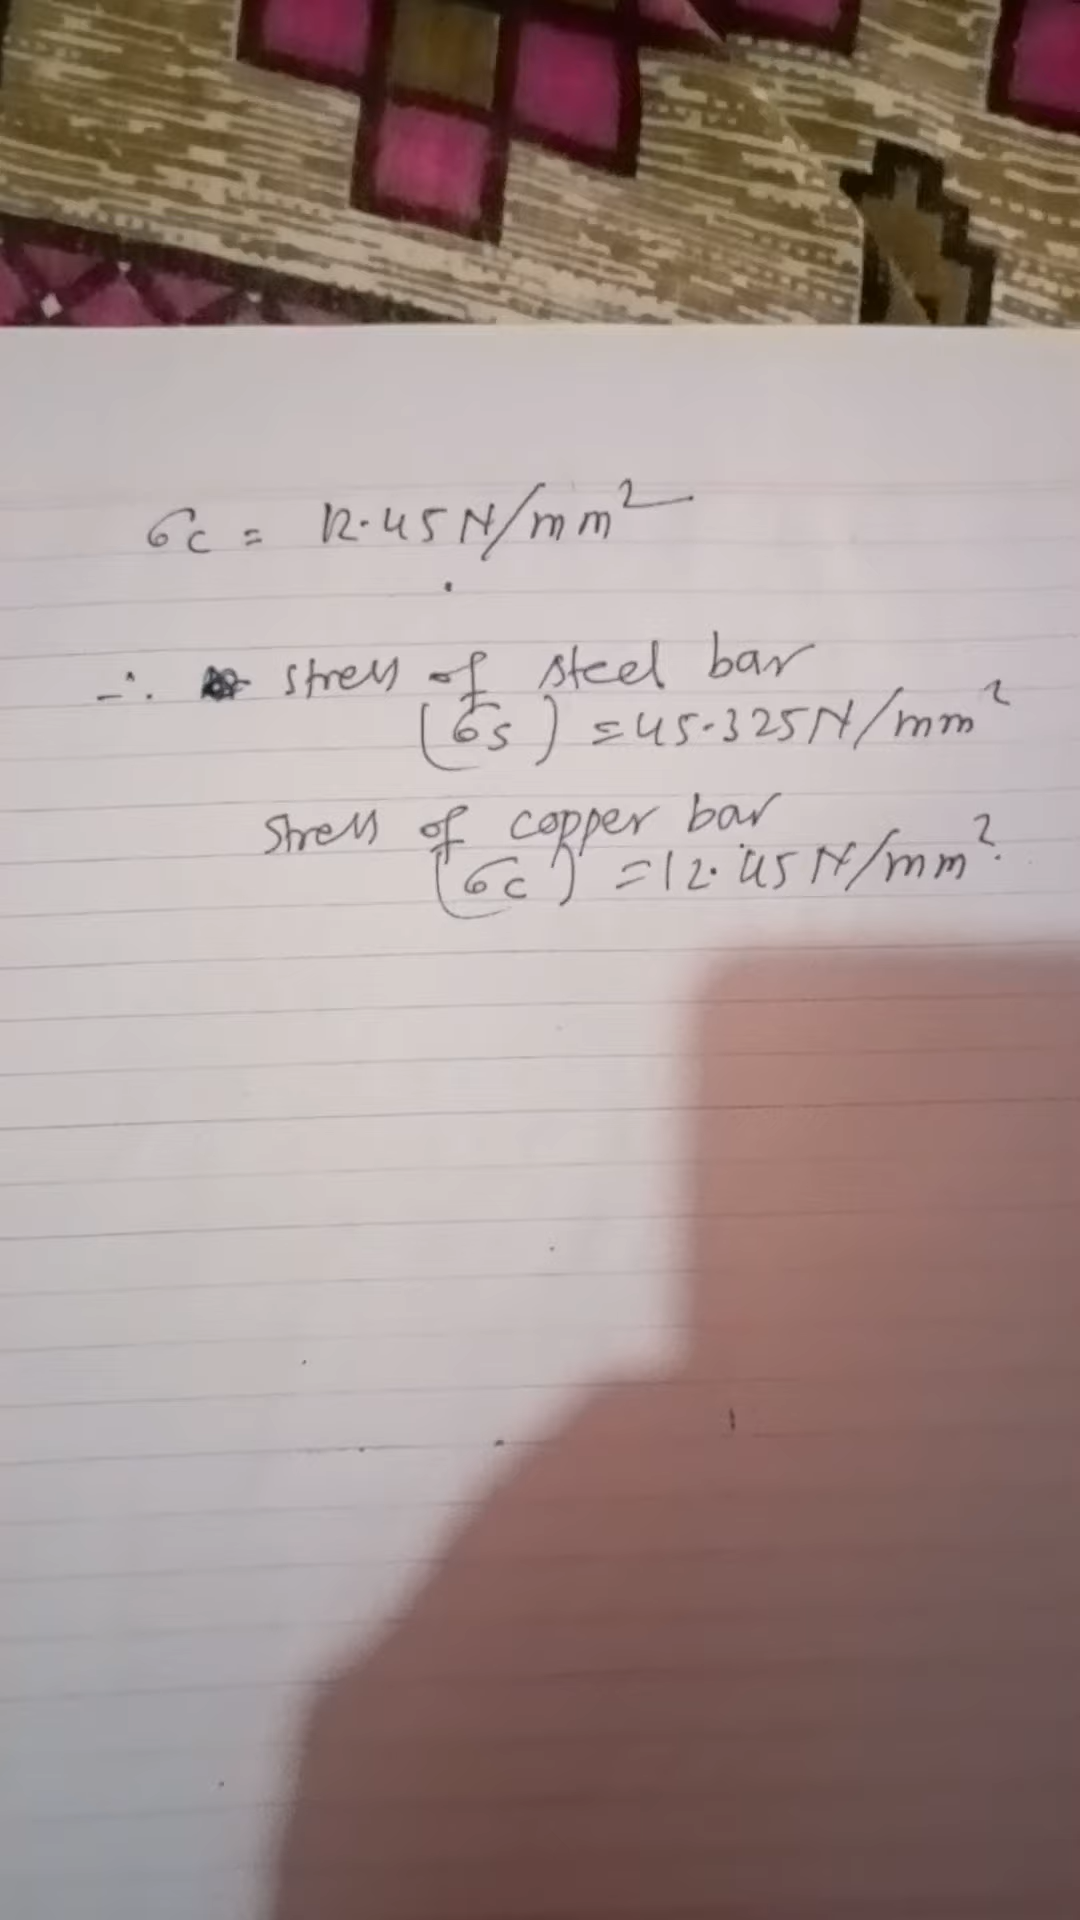 σc = 12.45 N/mm²
∴ stress of steel bar
(σs) = 45.325 N/mm²
stress of copper bar
(σc) = 12.45 N/mm².